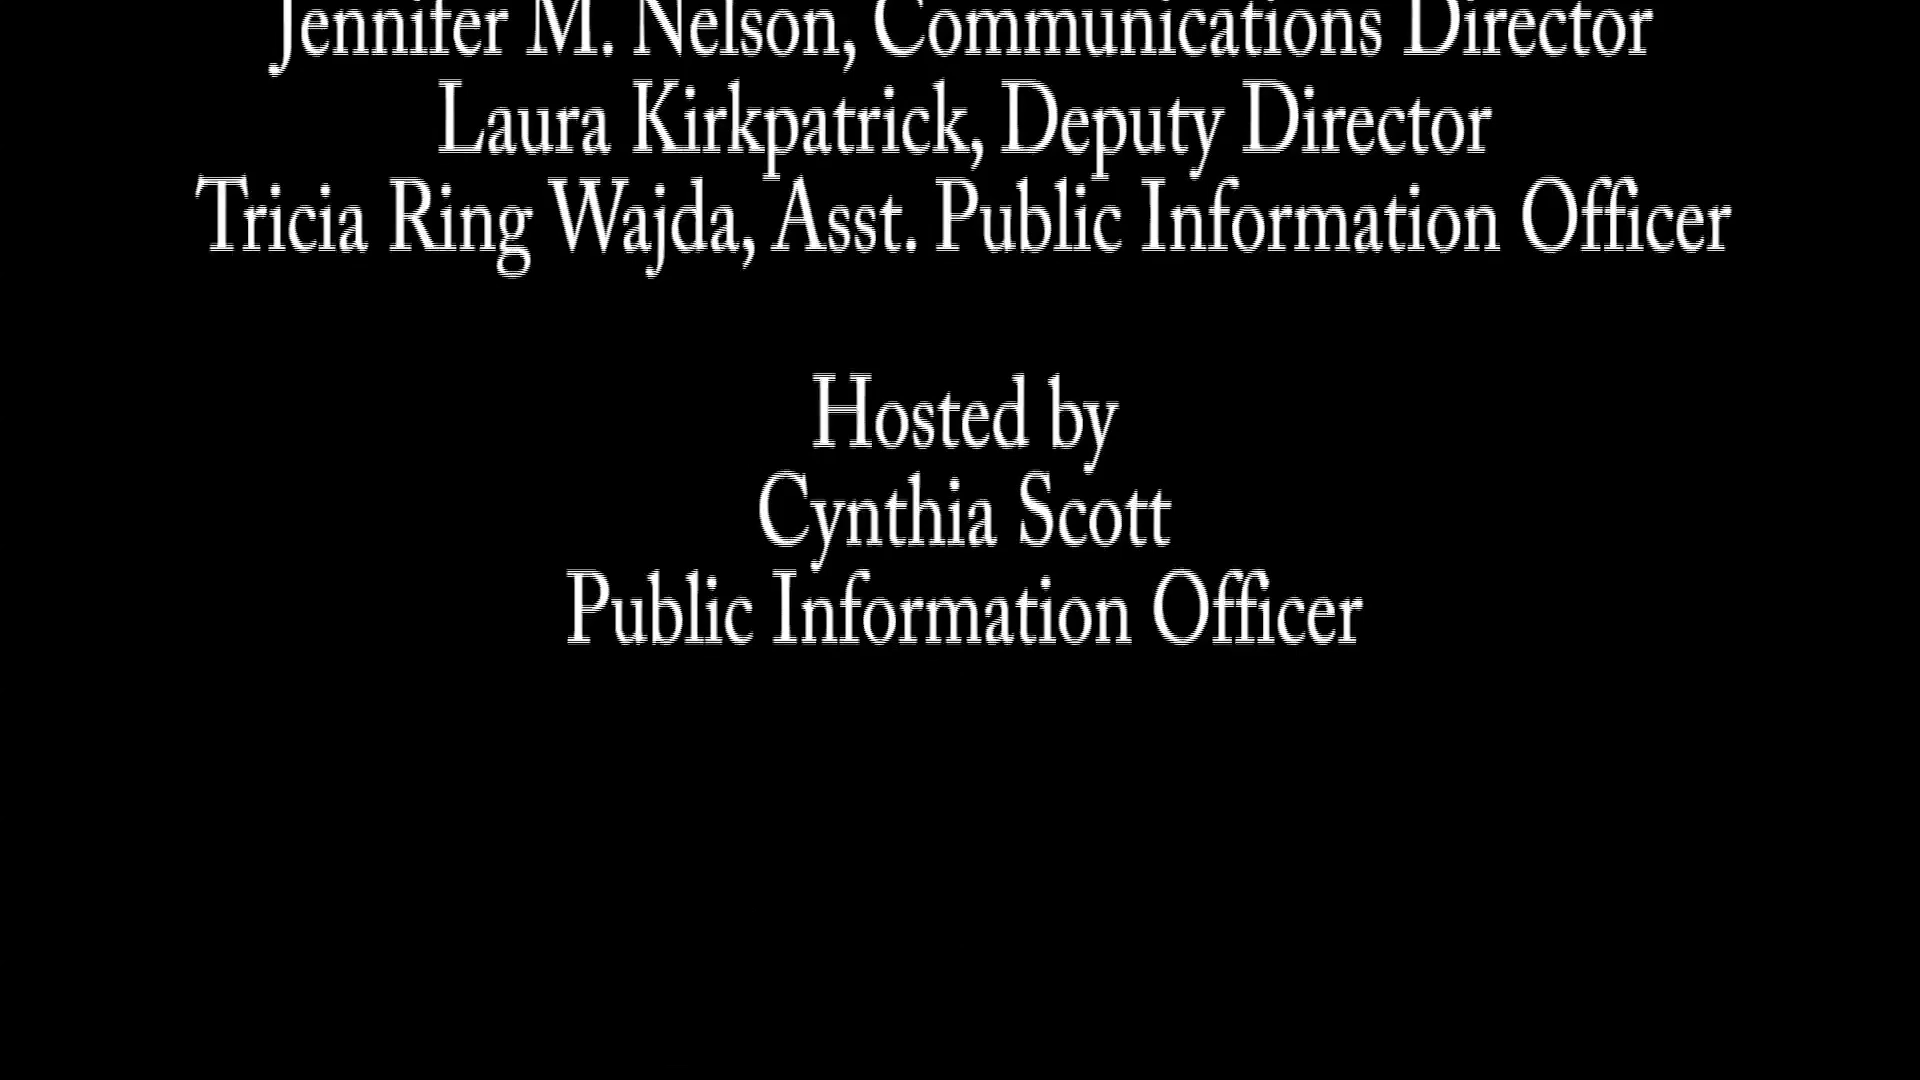 Jennifer M. Nelson, Communications Director
Laura Kirkpatrick, Deputy Director
Tricia Ring Wajda, Asst. Public Information Officer
Hosted by
Cynthia Scott
Public Information Officer